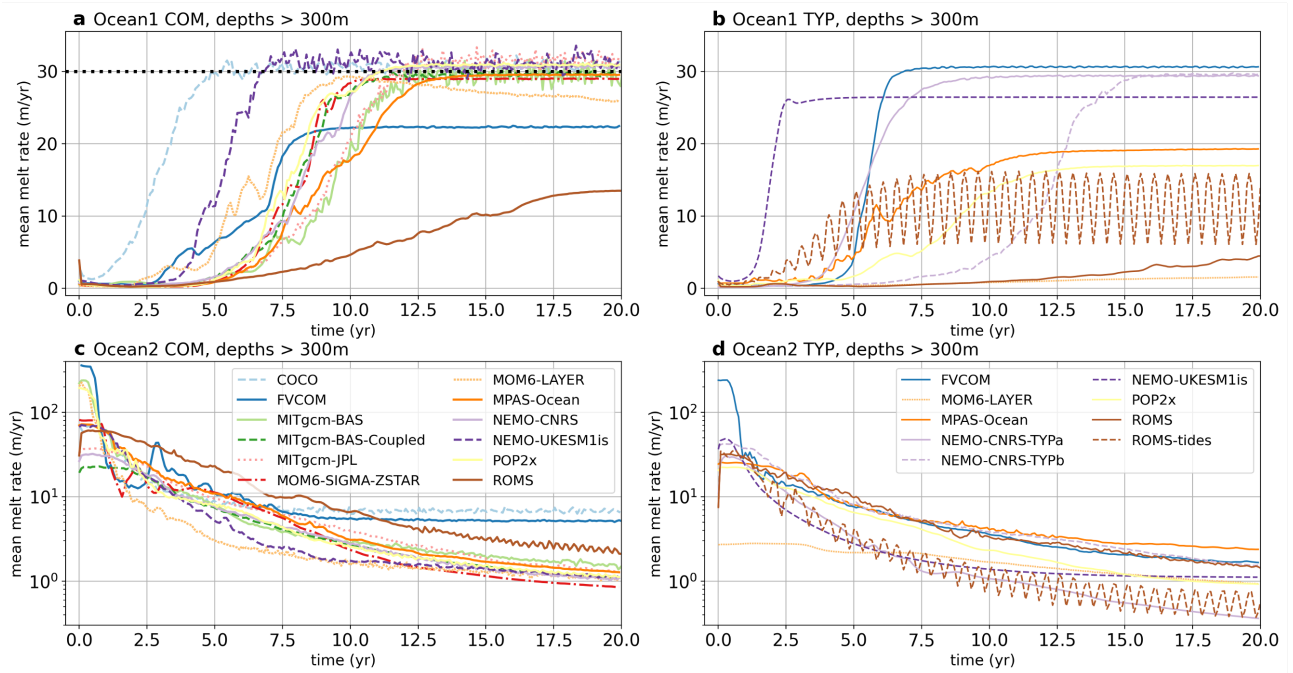 a Ocean1 COM, depths > 300m
mean melt rate (m/yr)
30
20
10
0
0.0 2.5 5.0 7.5 10.0 12.5 15.0 17.5 20.0
time (yr)
b Ocean1 TYP, depths > 300m
mean melt rate (m/yr)
30
20
10
0
0.0 2.5 5.0 7.5 10.0 12.5 15.0 17.5 20.0
time (yr)
c Ocean2 COM, depths > 300m
mean melt rate (m/yr)
10²
10¹
10⁰
COCO
FVCOM
MITgcm-BAS
MITgcm-BAS-Coupled
MITgcm-JPL
MOM6-SIGMA-ZSTAR
MOM6-LAYER
MPAS-Ocean
NEMO-CNRS
NEMO-UKESM1is
POP2x
ROMS
0.0 2.5 5.0 7.5 10.0 12.5 15.0 17.5 20.0
time (yr)
d Ocean2 TYP, depths > 300m
mean melt rate (m/yr)
10²
10¹
10⁰
FVCOM
MOM6-LAYER
MPAS-Ocean
NEMO-CNRS-TYPa
NEMO-CNRS-TYPb
NEMO-UKESM1is
POP2x
ROMS
ROMS-tides
0.0 2.5 5.0 7.5 10.0 12.5 15.0 17.5 20.0
time (yr)